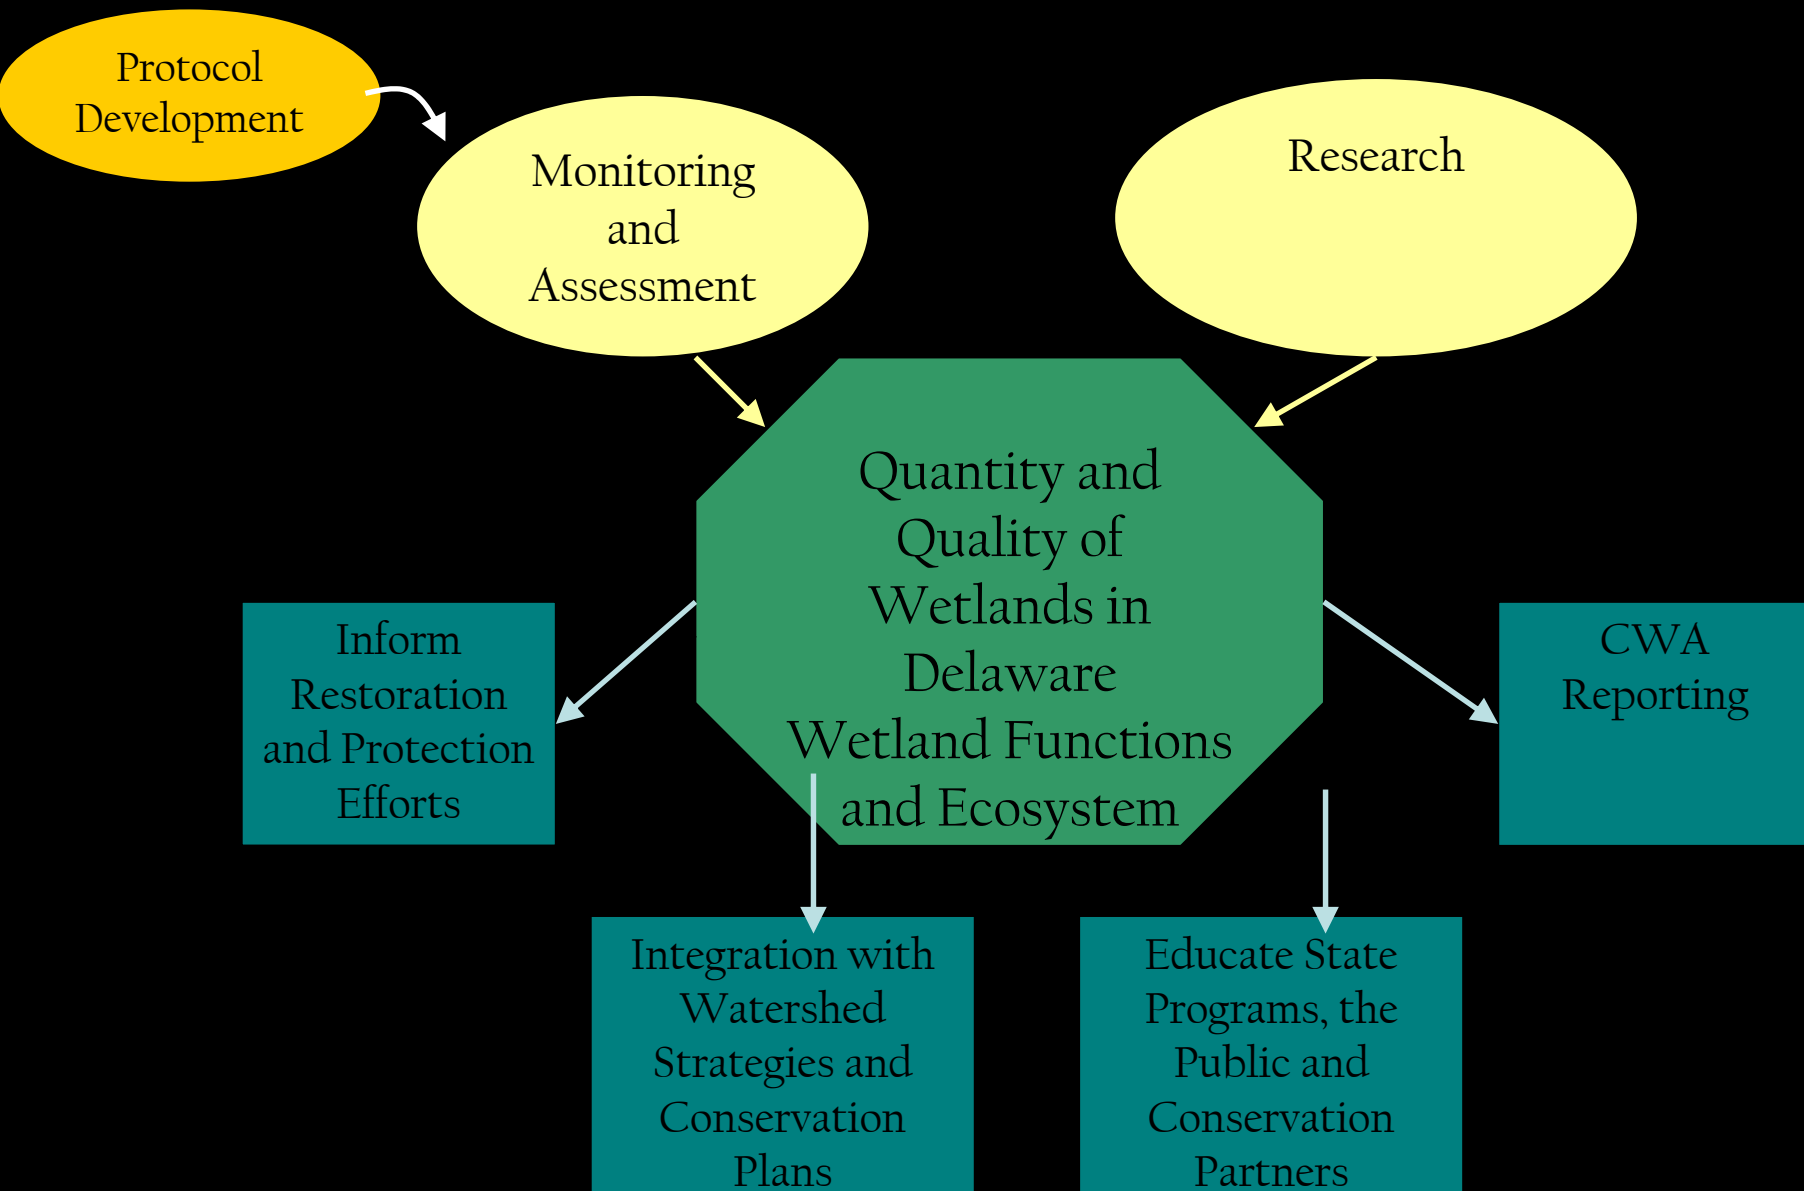 Protocol
Development
Monitoring
and
Assessment
Research
Quantity and
Quality of
Wetlands in
Delaware
Wetland Functions
and Ecosystem
Inform
Restoration
and Protection
Efforts
CWA
Reporting
Integration with
Watershed
Strategies and
Conservation
Plans
Educate State
Programs, the
Public and
Conservation
Partners